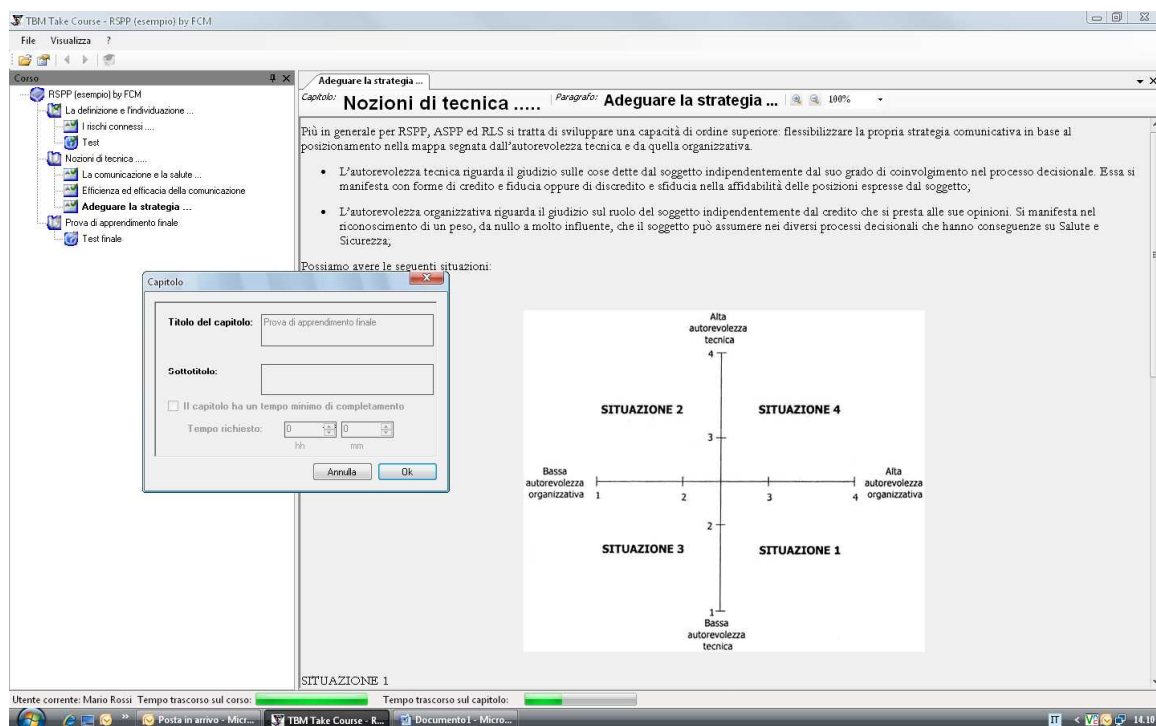 TBM Take Course - RSPP (esempio) by FCM
File Visualizza ?
Corso
RSPP (esempio) by FCM
La definizione e l'individuazione ...
I rischi connessi ....
Test
Nozioni di tecnica .....
La comunicazione e la salute ...
Efficienza ed efficacia della comunicazione
Adeguare la strategia ...
Prova di apprendimento finale
Test finale
Adeguare la strategia ...
Capitolo: Nozioni di tecnica ..... Paragrafo: Adeguare la strategia ... 100%
Più in generale per RSPP, ASPP ed RLS si tratta di sviluppare una capacità di ordine superiore: flessibilizzare la propria strategia comunicativa in base al
posizionamento nella mappa segnata dall'autorevolezza tecnica e da quella organizzativa.
• L'autorevolezza tecnica riguarda il giudizio sulle cose dette dal soggetto indipendentemente dal suo grado di coinvolgimento nel processo decisionale. Essa si
manifesta con forme di credito e fiducia oppure di discredito e sfiducia nella affidabilità delle posizioni espresse dal soggetto;
• L'autorevolezza organizzativa riguarda il giudizio sul ruolo del soggetto indipendentemente dal credito che si presta alle sue opinioni. Si manifesta nel
riconoscimento di un peso, da nullo a molto influente, che il soggetto può assumere nei diversi processi decisionali che hanno conseguenze su Salute e
Sicurezza;
Possiamo avere le seguenti situazioni:
Capitolo
Titolo del capitolo: Prova di apprendimento finale
Sottotitolo:
Il capitolo ha un tempo minimo di completamento
Tempo richiesto: 0 0
hh mm
Annulla Ok
Alta
autorevolezza
tecnica
4
SITUAZIONE 2 SITUAZIONE 4
3
Bassa
autorevolezza
organizzativa 1 2 3 4
Alta
autorevolezza
organizzativa
2
SITUAZIONE 3 SITUAZIONE 1
1
Bassa
autorevolezza
tecnica
SITUAZIONE 1
Utente corrente: Mario Rossi Tempo trascorso sul corso: Tempo trascorso sul capitolo:
Posta in arrivo - Micr... TBM Take Course - R... Documento1 - Micro... IT 14.10